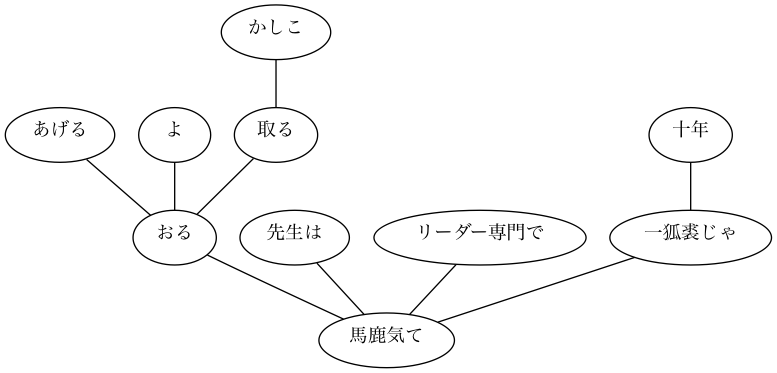 かしこ
あげる
よ
取る
十年
おる
先生は
リーダー専門で
一狐裘じゃ
馬鹿気て